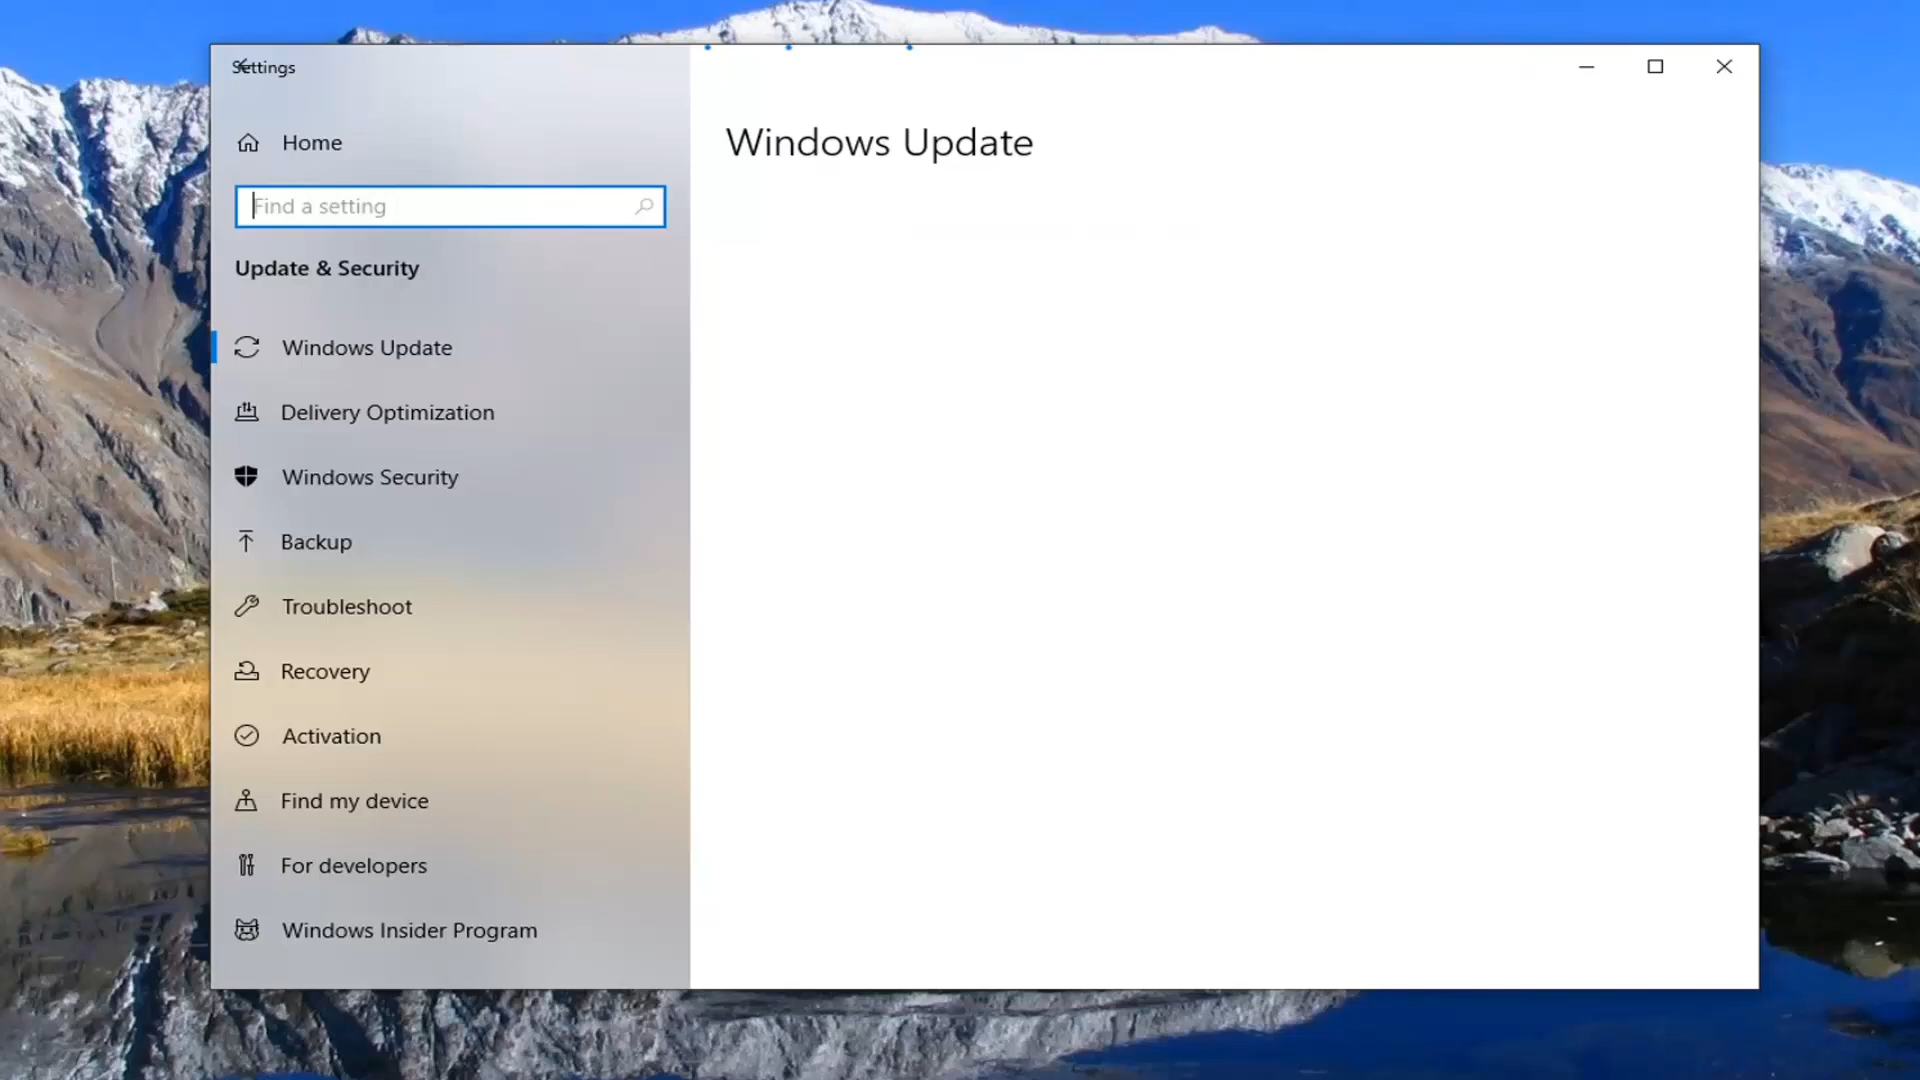 Settings
Home
Find a setting
Update & Security
Windows Update
Delivery Optimization
Windows Security
Backup
Troubleshoot
Recovery
Activation
Find my device
For developers
Windows Insider Program
Windows Update